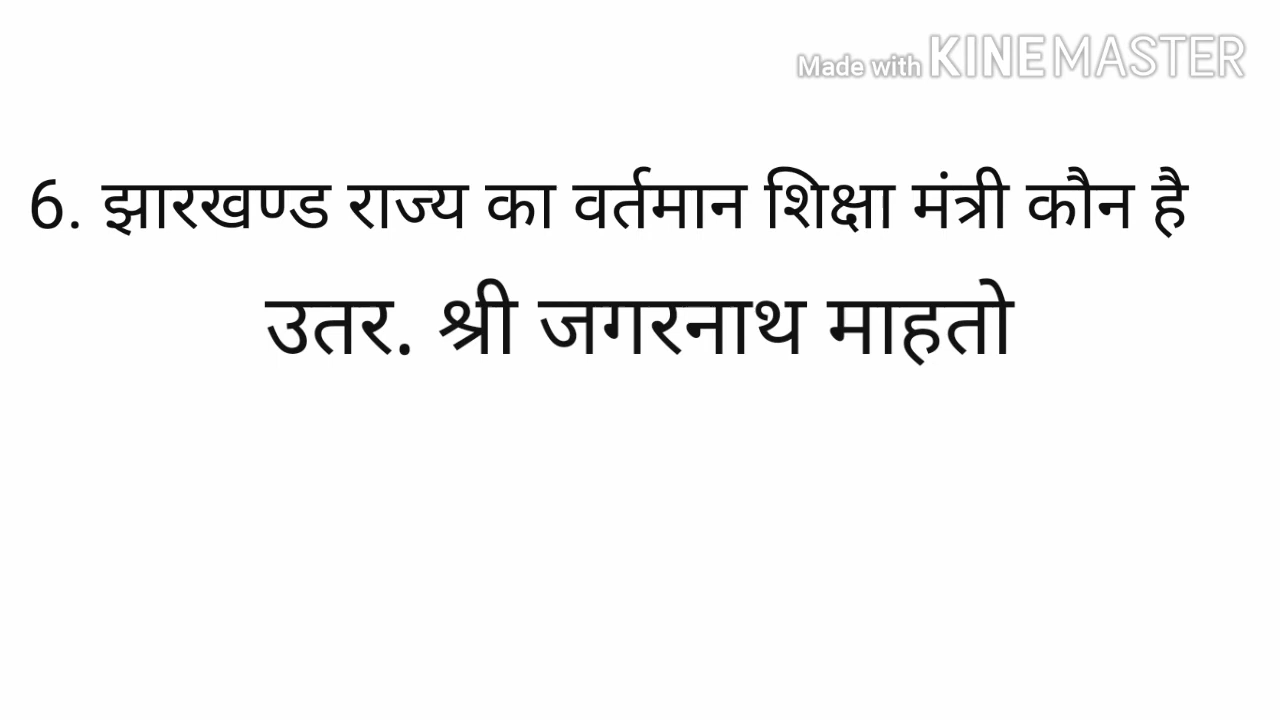 Made with KINEMASTER
6. झारखण्ड राज्य का वर्तमान शिक्षा मंत्री कौन है
उतर. श्री जगरनाथ माहतो